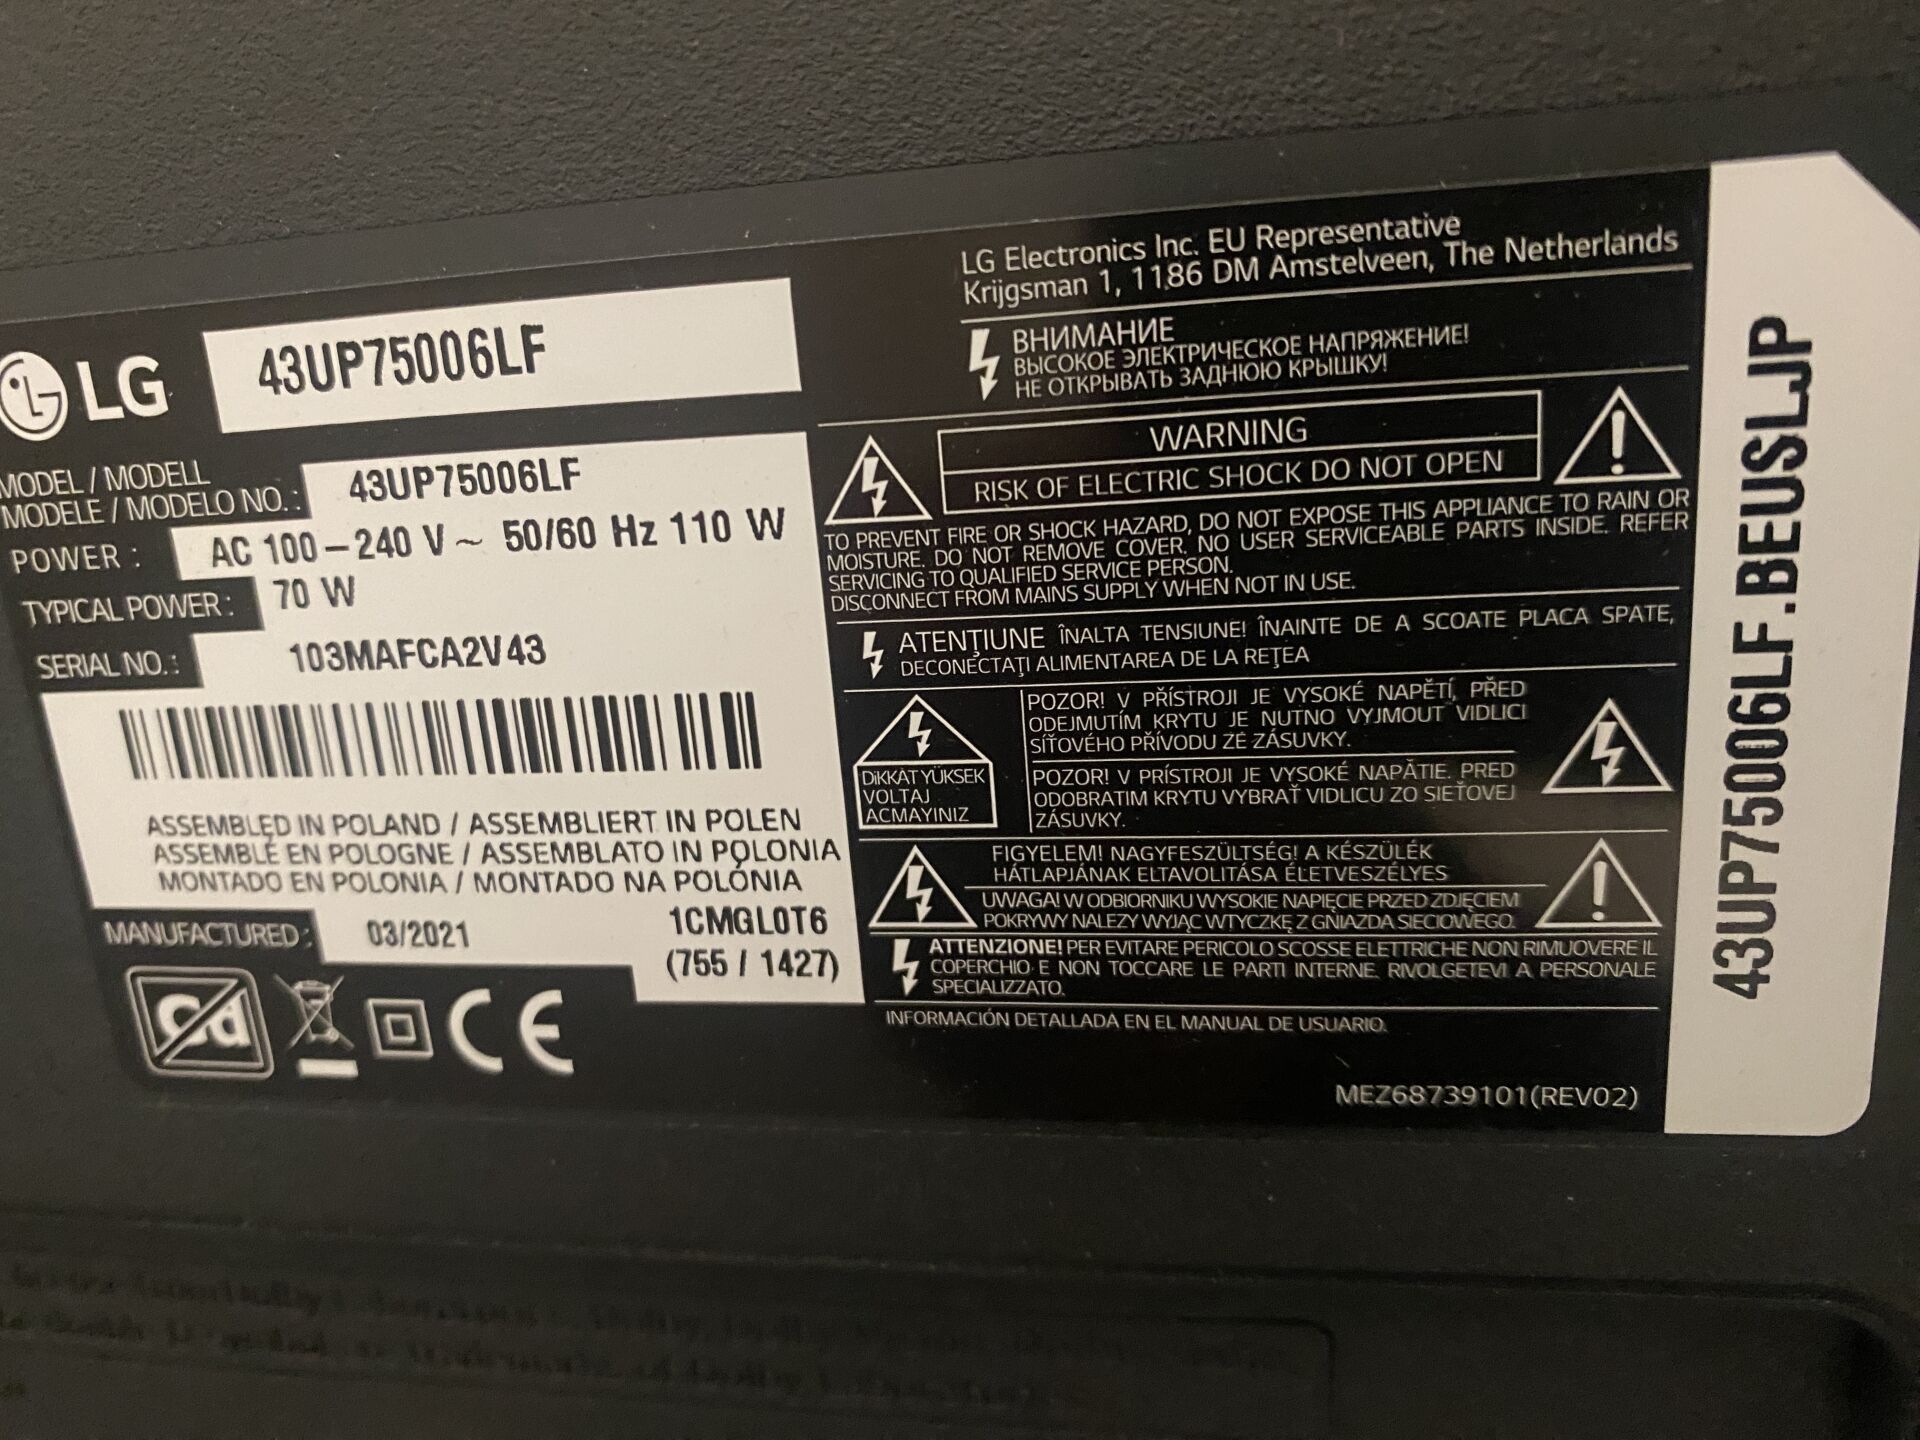 LG
43UP75006LF
MODEL / MODELL
MODELE / MODELO NO. :
43UP75006LF
POWER :
AC 100 – 240 V ~ 50/60 Hz 110 W
TYPICAL POWER :
70 W
SERIAL NO. :
103MAFCA2V43
ASSEMBLED IN POLAND / ASSEMBLIERT IN POLEN
ASSEMBLÉ EN POLOGNE / ASSEMBLATO IN POLONIA
MONTADO EN POLONIA / MONTADO NA POLÓNIA
MANUFACTURED :
03/2021
1CMGL0T6
(755 / 1427)
Cd
CE
LG Electronics Inc. EU Representative
Krijgsman 1, 1186 DM Amstelveen, The Netherlands
ВНИМАНИЕ
ВЫСОКОЕ ЭЛЕКТРИЧЕСКОЕ НАПРЯЖЕНИЕ!
НЕ ОТКРЫВАТЬ ЗАДНЮЮ КРЫШКУ!
WARNING
RISK OF ELECTRIC SHOCK DO NOT OPEN
TO PREVENT FIRE OR SHOCK HAZARD, DO NOT EXPOSE THIS APPLIANCE TO RAIN OR
MOISTURE. DO NOT REMOVE COVER. NO USER SERVICEABLE PARTS INSIDE. REFER
SERVICING TO QUALIFIED SERVICE PERSON.
DISCONNECT FROM MAINS SUPPLY WHEN NOT IN USE.
ATENŢIUNE ÎNALTA TENSIUNE! ÎNAINTE DE A SCOATE PLACA SPATE,
DECONECTAŢI ALIMENTAREA DE LA REŢEA
DİKKAT YÜKSEK
VOLTAJ
ACMAYINIZ
POZOR! V PŘÍSTROJI JE VYSOKÉ NAPĚTÍ, PŘED
ODEJMUTÍM KRYTU JE NUTNO VYJMOUT VIDLICI
SÍŤOVÉHO PŘÍVODU ZE ZÁSUVKY.
POZOR! V PRÍSTROJI JE VYSOKÉ NAPÄTIE. PRED
ODOBRATIM KRYTU VYBRAŤ VIDLICU ZO SIEŤOVEJ
ZÁSUVKY.
FIGYELEM! NAGYFESZÜLTSÉG! A KÉSZÜLÉK
HÁTLAPJÁNAK ELTAVOLITÁSA ÉLETVESZÉLYES
UWAGA! W ODBIORNIKU WYSOKIE NAPIĘCIE PRZED ZDJĘCIEM
POKRYWY NALEZY WYJĄC WTYCZKĘ Z GNIAZDA SIECIOWEGO.
ATTENZIONE! PER EVITARE PERICOLO SCOSSE ELETTRICHE NON RIMUOVERE IL
COPERCHIO E NON TOCCARE LE PARTI INTERNE. RIVOLGETEVI A PERSONALE
SPECIALIZZATO.
INFORMACIÓN DETALLADA EN EL MANUAL DE USUARIO.
MEZ68739101(REV02)
43UP75006LF.BEUSLJP